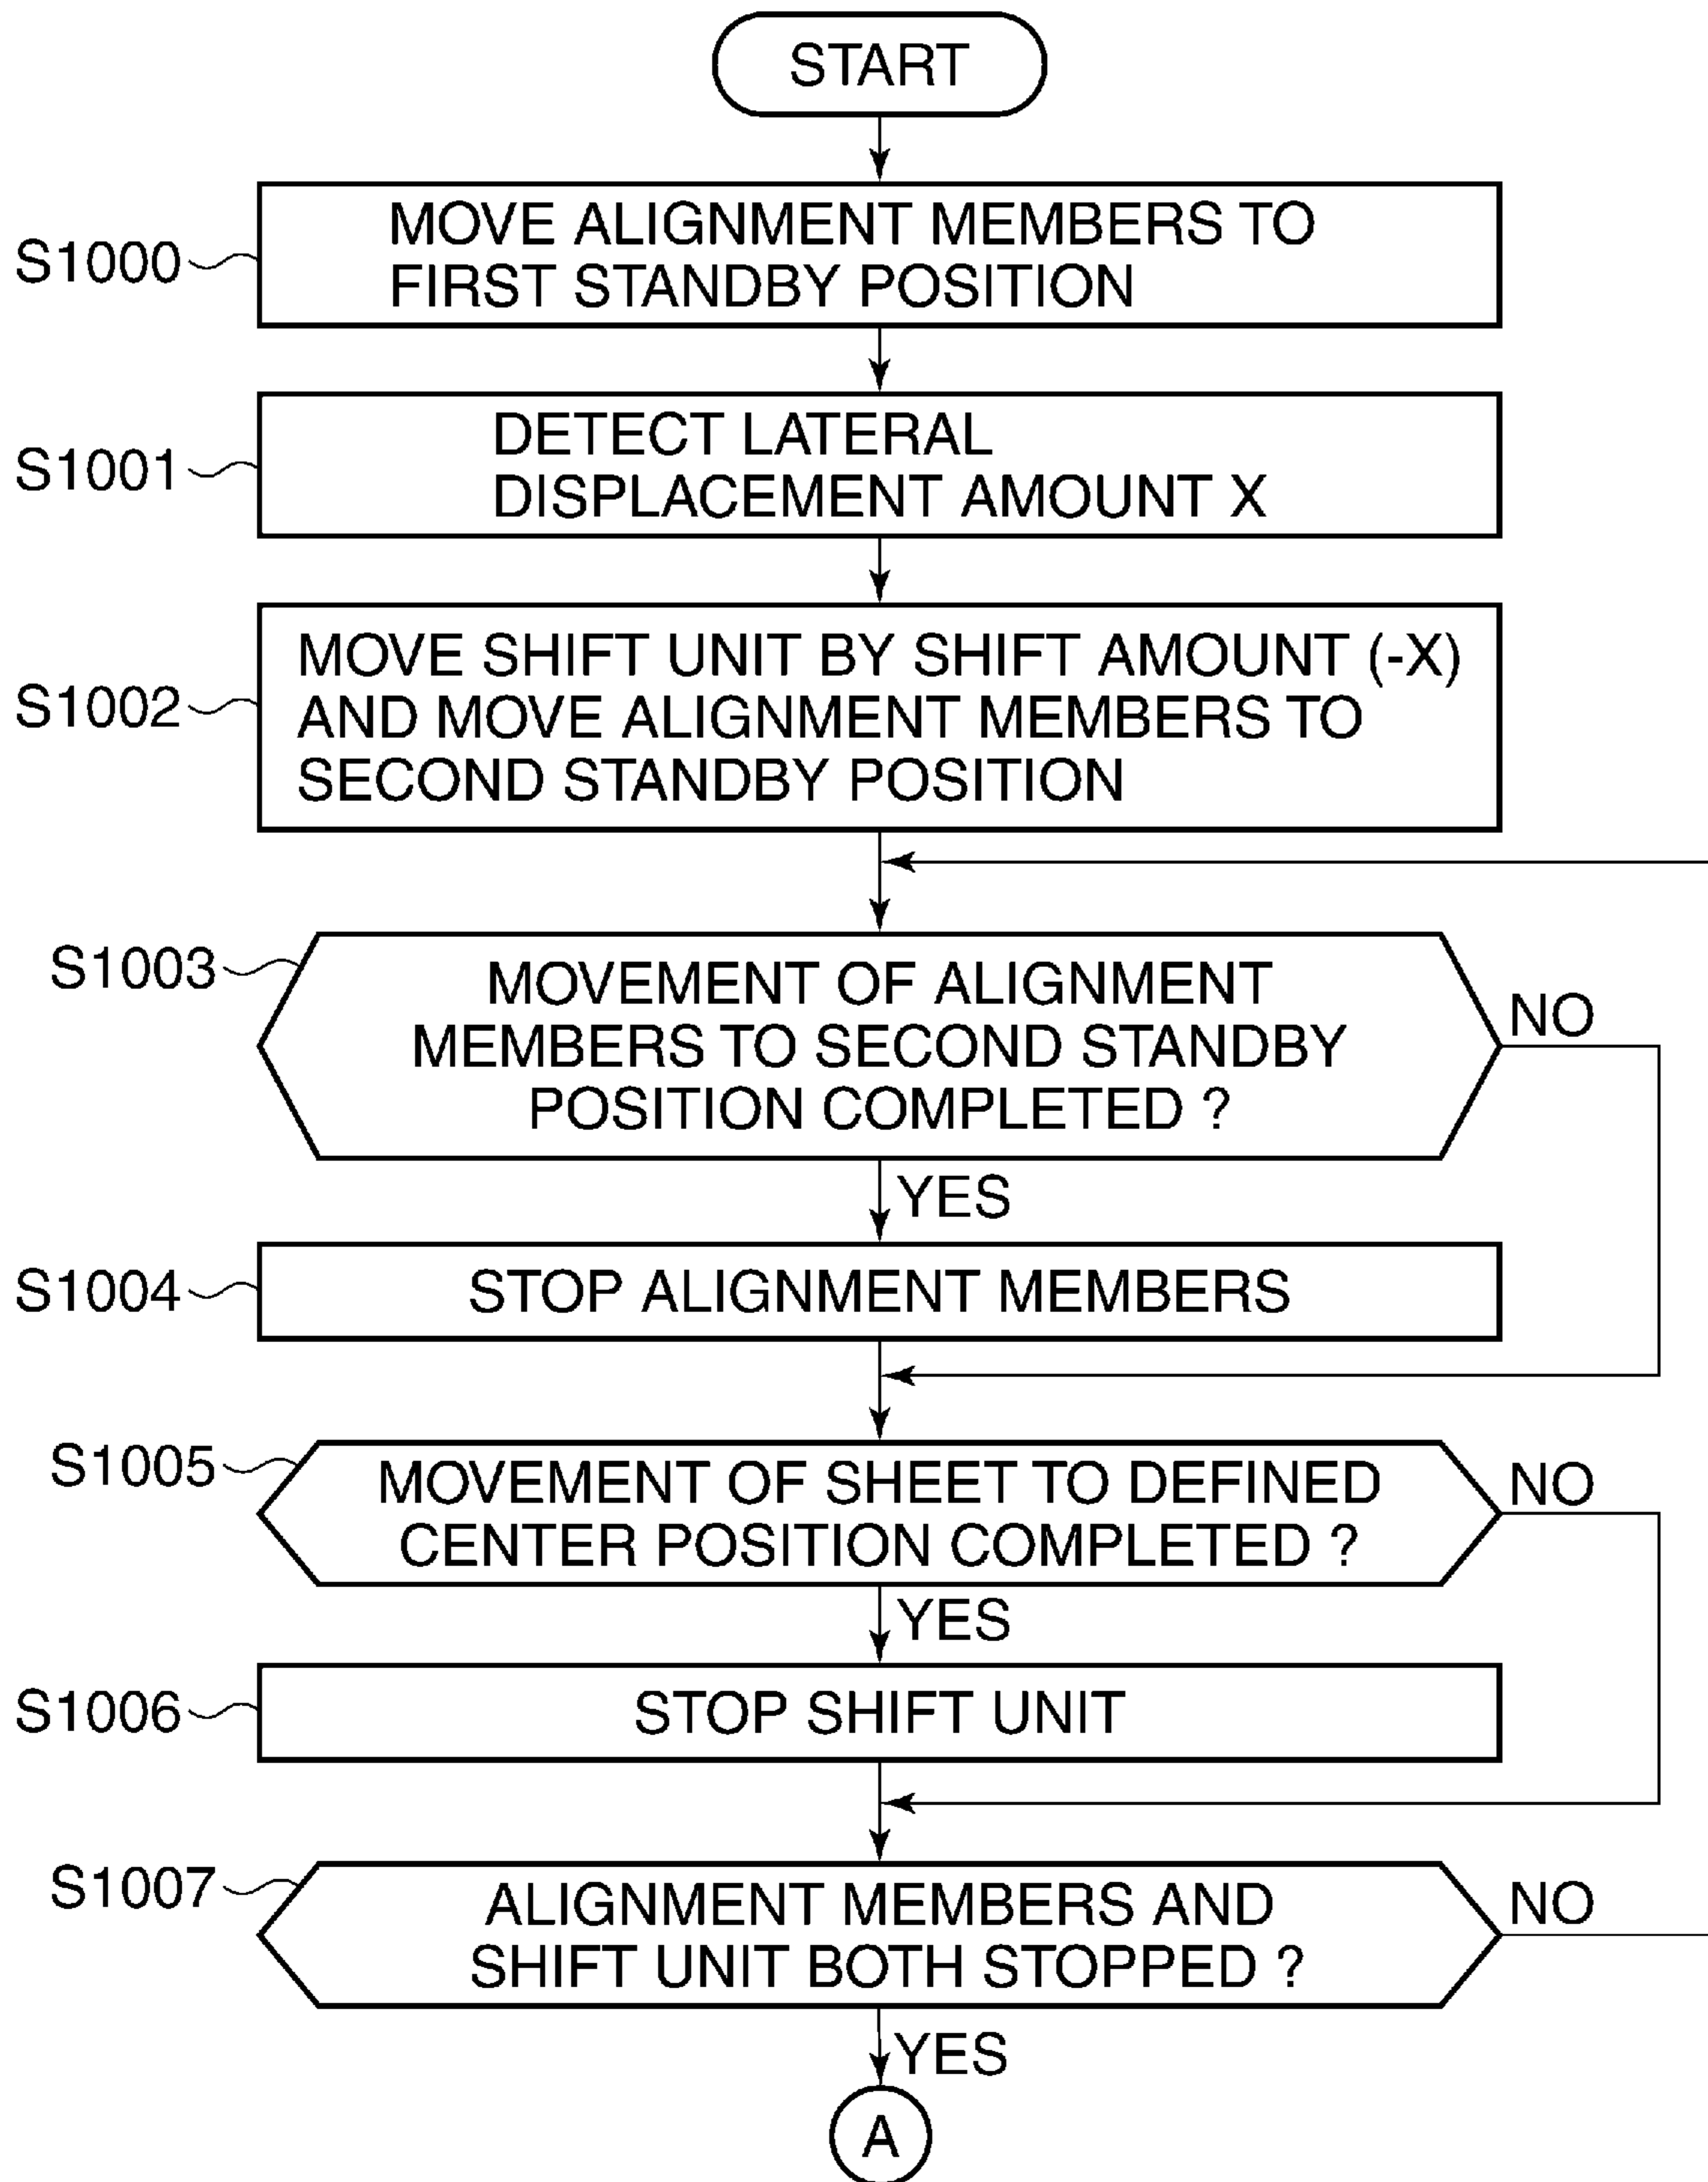 START
S1000
MOVE ALIGNMENT MEMBERS TO
FIRST STANDBY POSITION
S1001
DETECT LATERAL
DISPLACEMENT AMOUNT X
S1002
MOVE SHIFT UNIT BY SHIFT AMOUNT (-X)
AND MOVE ALIGNMENT MEMBERS TO
SECOND STANDBY POSITION
S1003
MOVEMENT OF ALIGNMENT
MEMBERS TO SECOND STANDBY
POSITION COMPLETED ?
NO
YES
S1004
STOP ALIGNMENT MEMBERS
S1005
MOVEMENT OF SHEET TO DEFINED
CENTER POSITION COMPLETED ?
NO
YES
S1006
STOP SHIFT UNIT
S1007
ALIGNMENT MEMBERS AND
SHIFT UNIT BOTH STOPPED ?
NO
YES
A